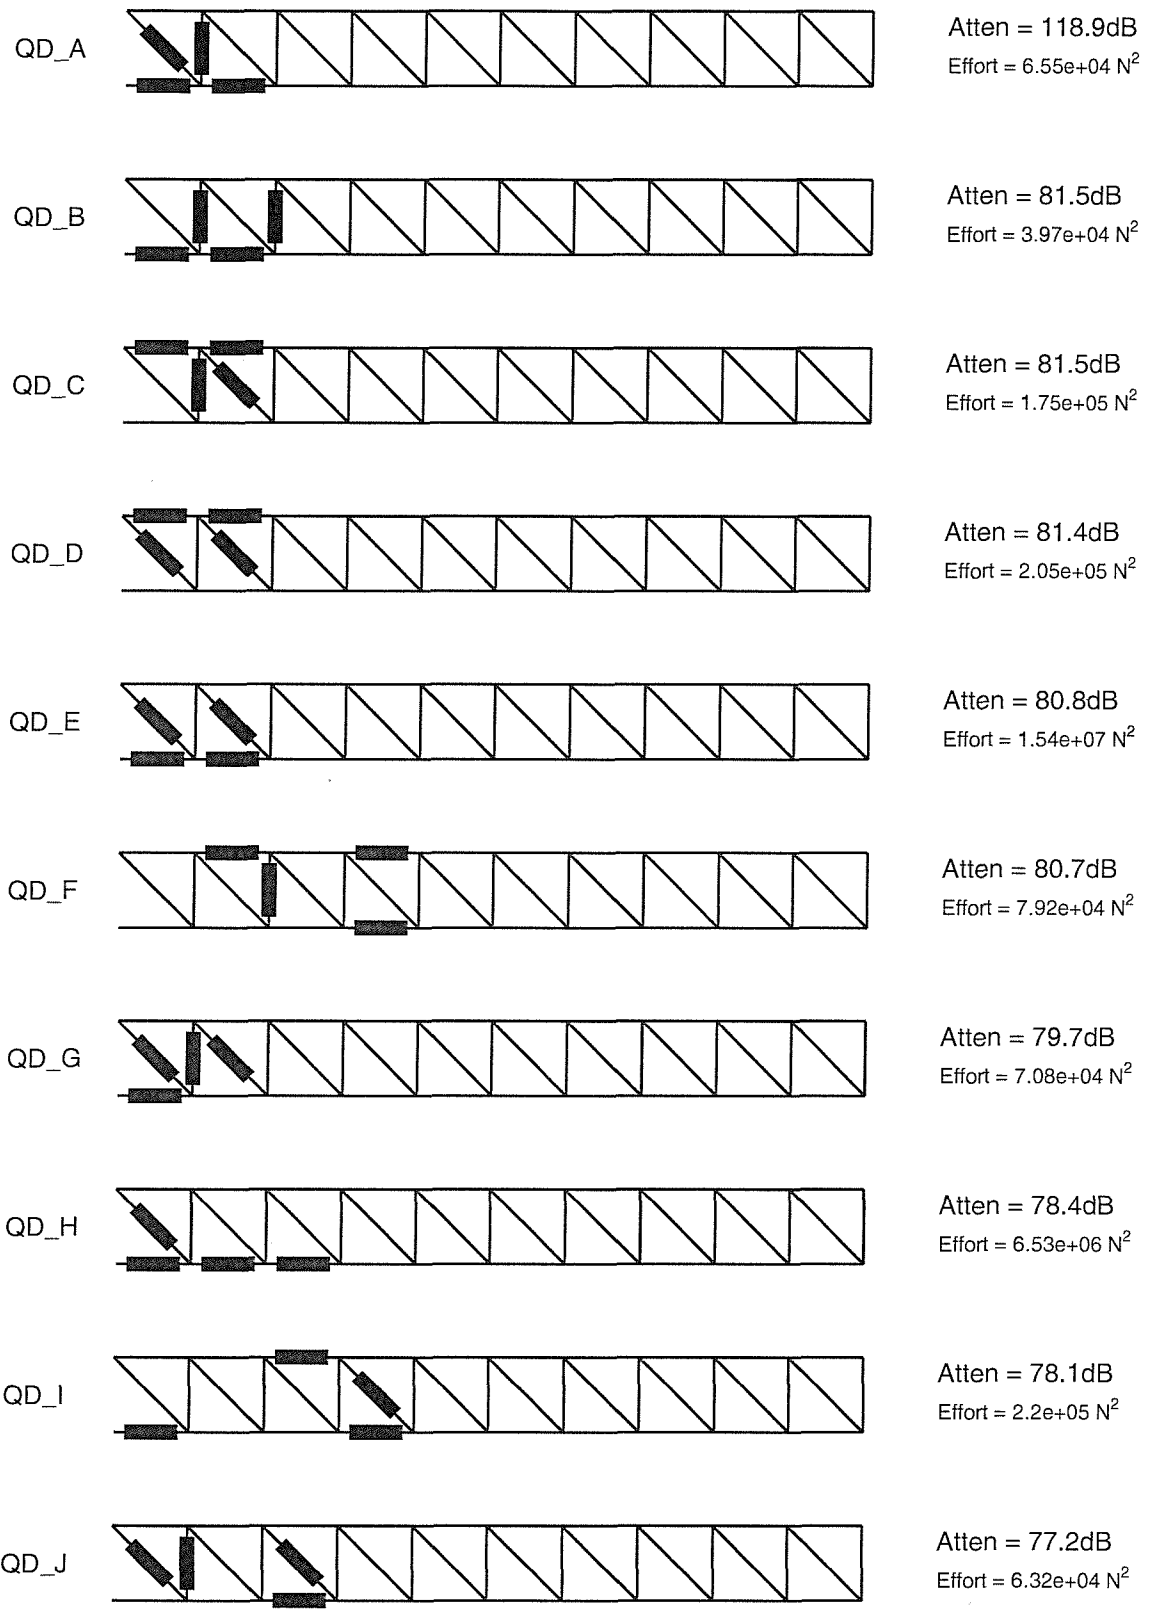 QD_A
Atten = 118.9dB
Effort = 6.55e+04 N²
QD_B
Atten = 81.5dB
Effort = 3.97e+04 N²
QD_C
Atten = 81.5dB
Effort = 1.75e+05 N²
QD_D
Atten = 81.4dB
Effort = 2.05e+05 N²
QD_E
Atten = 80.8dB
Effort = 1.54e+07 N²
QD_F
Atten = 80.7dB
Effort = 7.92e+04 N²
QD_G
Atten = 79.7dB
Effort = 7.08e+04 N²
QD_H
Atten = 78.4dB
Effort = 6.53e+06 N²
QD_I
Atten = 78.1dB
Effort = 2.2e+05 N²
QD_J
Atten = 77.2dB
Effort = 6.32e+04 N²